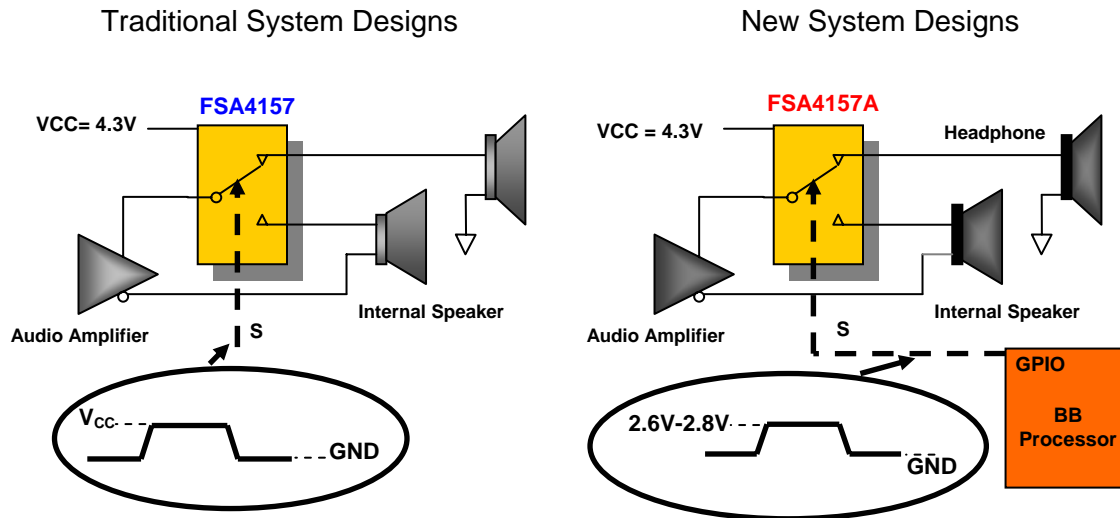 Traditional System Designs
New System Designs
FSA4157
VCC= 4.3V
Audio Amplifier
Internal Speaker
S
VCC
GND
FSA4157A
VCC = 4.3V
Headphone
Audio Amplifier
Internal Speaker
S
GPIO
BB
Processor
2.6V-2.8V
GND